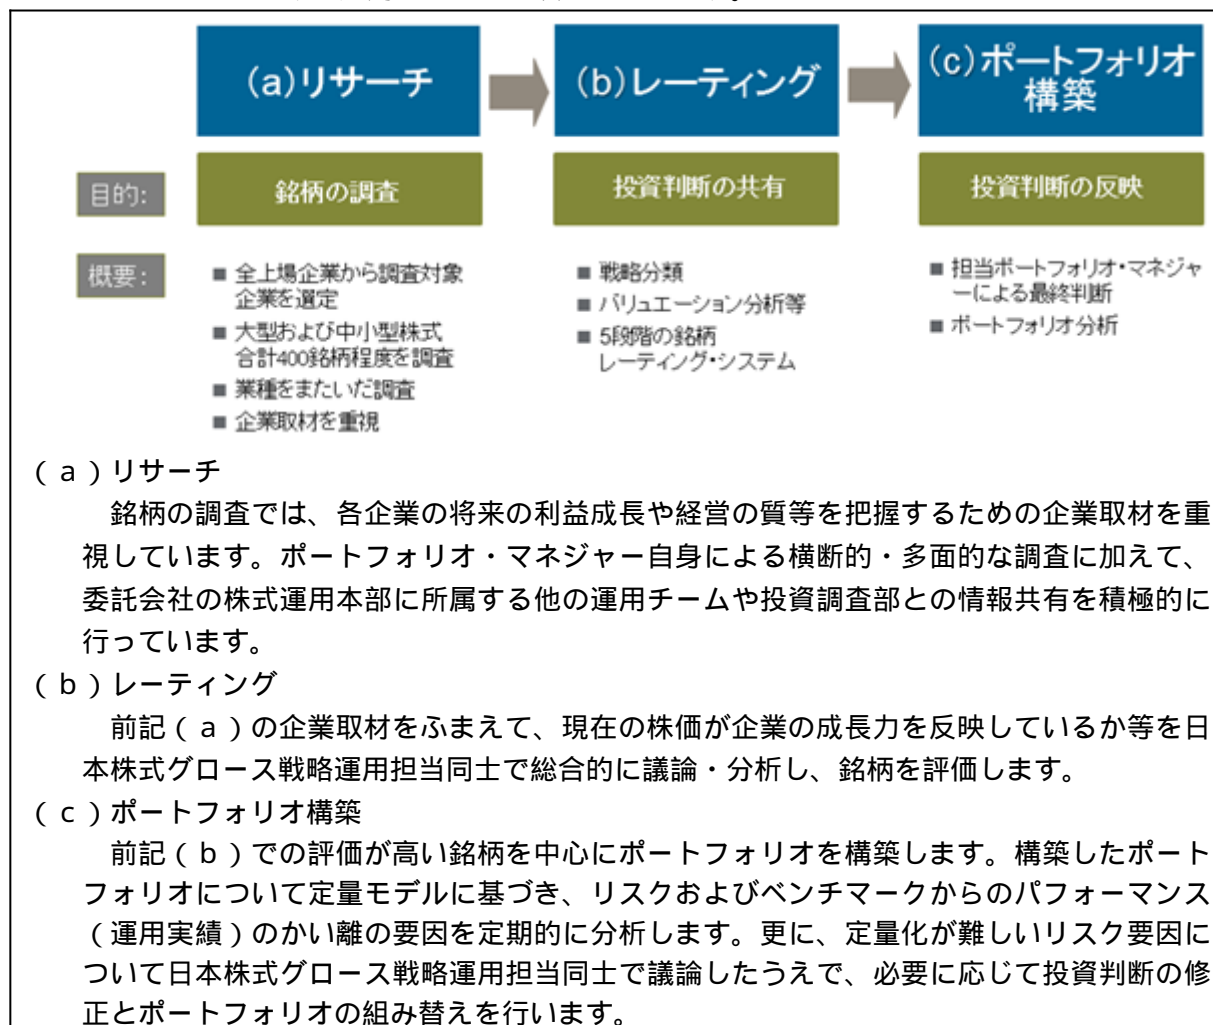 (a)リサーチ
(b)レーティング
(c)ポートフォリオ
構築
目的:
銘柄の調査
投資判断の共有
投資判断の反映
概要:
■ 全上場企業から調査対象
企業を選定
■ 大型および中小型株式
合計400銘柄程度を調査
■ 業種をまたいだ調査
■ 企業取材を重視
■ 戦略分類
■ バリュエーション分析等
■ 5段階の銘柄
レーティング・システム
■ 担当ポートフォリオ・マネジャ
ーによる最終判断
■ ポートフォリオ分析
(a)リサーチ
銘柄の調査では、各企業の将来の利益成長や経営の質等を把握するための企業取材を重
視しています。ポートフォリオ・マネジャー自身による横断的・多面的な調査に加えて、
委託会社の株式運用本部に所属する他の運用チームや投資調査部との情報共有を積極的に
行っています。
(b)レーティング
前記(a)の企業取材をふまえて、現在の株価が企業の成長力を反映しているか等を日
本株式グロース戦略運用担当同士で総合的に議論・分析し、銘柄を評価します。
(c)ポートフォリオ構築
前記(b)での評価が高い銘柄を中心にポートフォリオを構築します。構築したポート
フォリオについて定量モデルに基づき、リスクおよびベンチマークからのパフォーマンス
(運用実績)のかい離の要因を定期的に分析します。更に、定量化が難しいリスク要因に
ついて日本株式グロース戦略運用担当同士で議論したうえで、必要に応じて投資判断の修
正とポートフォリオの組み替えを行います。